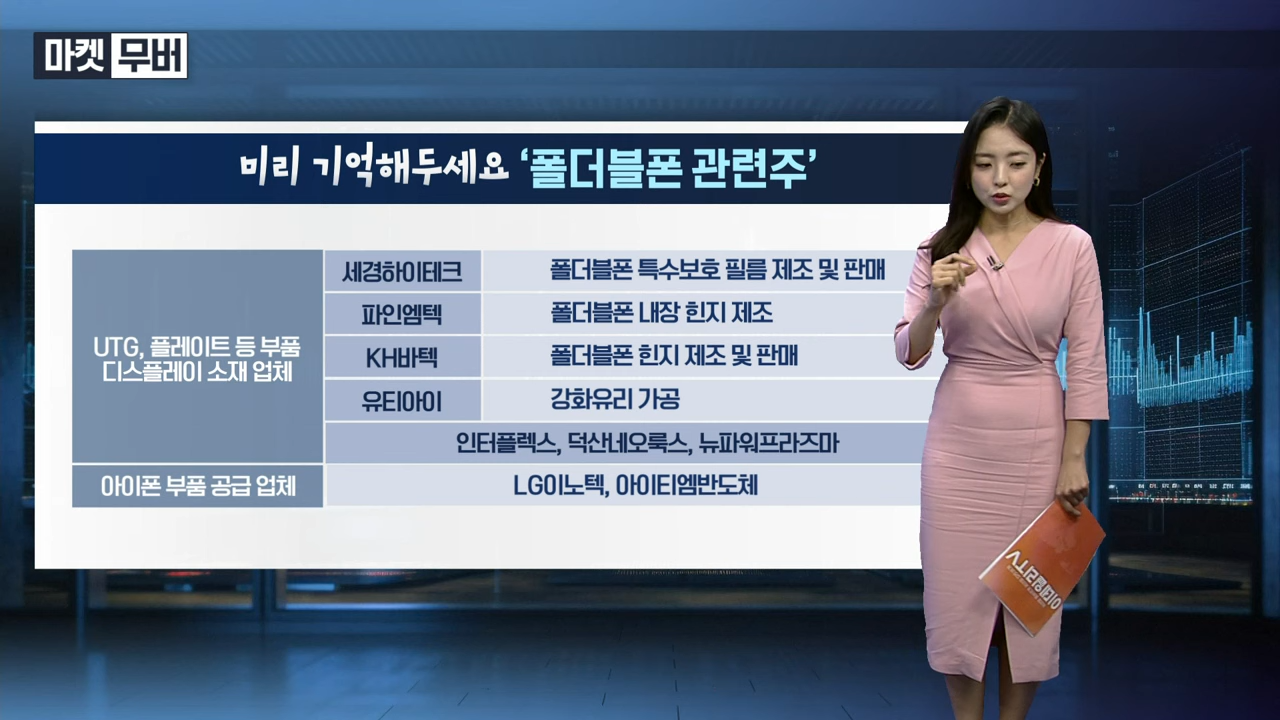 마켓 무버
미리 기억해두세요 ‘폴더블폰 관련주’
UTG, 플레이트 등 부품
디스플레이 소재 업체
세경하이테크 폴더블폰 특수보호 필름 제조 및 판매
파인엠텍 폴더블폰 내장 힌지 제조
KH바텍 폴더블폰 힌지 제조 및 판매
유티아이 강화유리 가공
인터플렉스, 덕산네오룩스, 뉴파워프라즈마
아이폰 부품 공급 업체 LG이노텍, 아이티엠반도체
이데일리TV